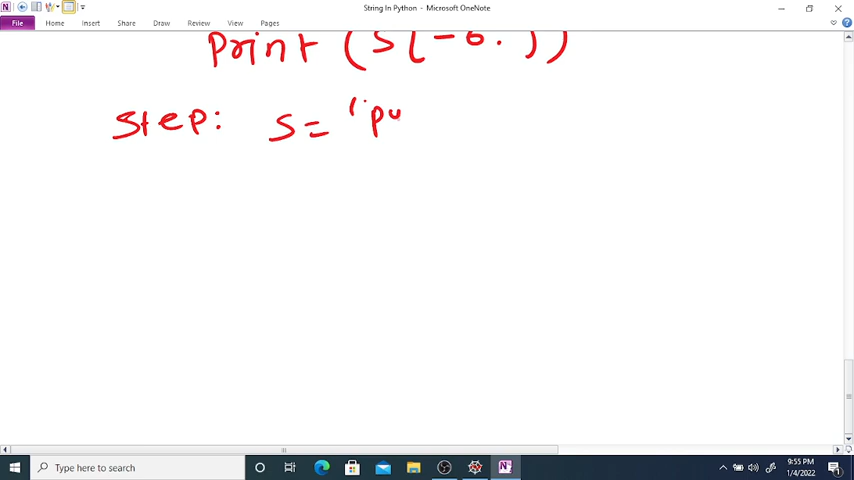 String In Python - Microsoft OneNote
File Home Insert Draw Review View Pages
Print (S(-6: ))
Step: S= "pu
Type here to search
9:55 PM
1/4/2022